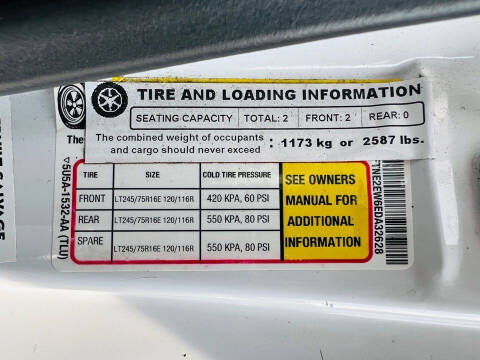 TIRE AND LOADING INFORMATION
SEATING CAPACITY TOTAL: 2 FRONT: 2 REAR: 0
The combined weight of occupants
and cargo should never exceed : 1173 kg or 2587 lbs.
The
TIRE SIZE COLD TIRE PRESSURE
FRONT LT245/75R16E 120/116R 420 KPA, 60 PSI
REAR LT245/75R16E 120/116R 550 KPA, 80 PSI
SPARE LT245/75R16E 120/116R 550 KPA, 80 PSI
SEE OWNERS
MANUAL FOR
ADDITIONAL
INFORMATION
5U5A-1532-AA (TLU)
TNE2EW6EDA32628